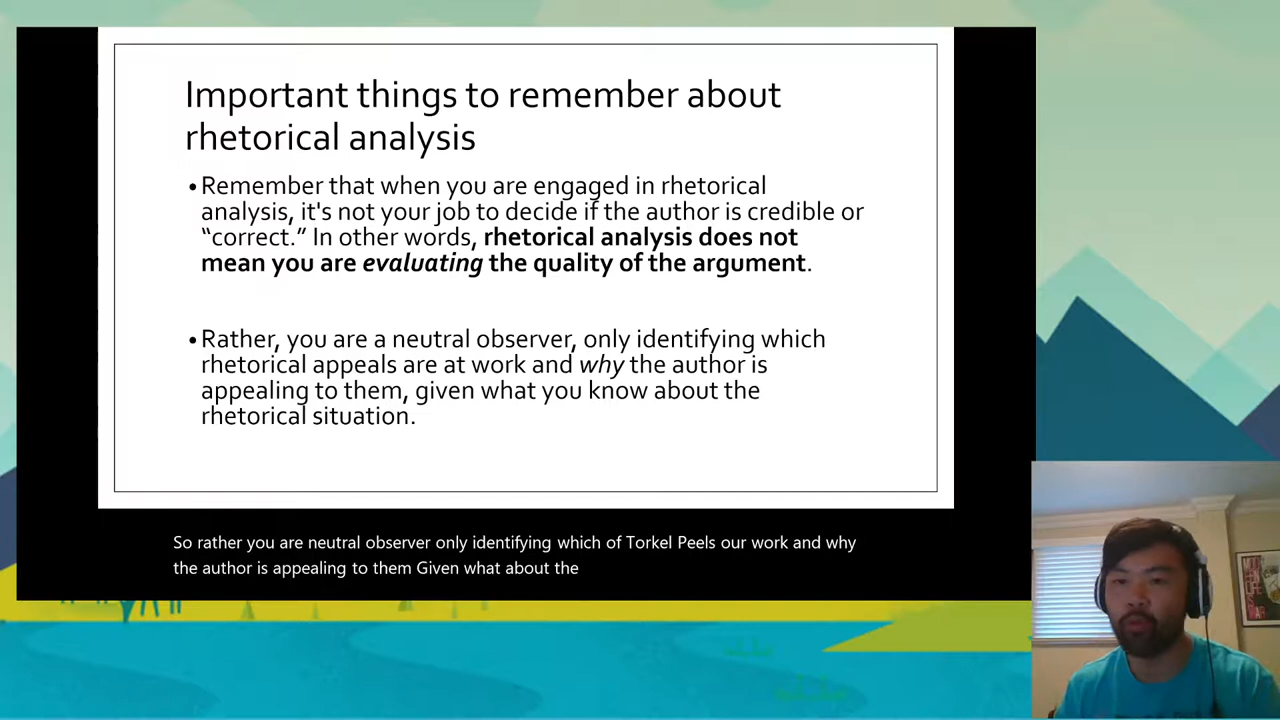 Important things to remember about
rhetorical analysis
•Remember that when you are engaged in rhetorical
analysis, it's not your job to decide if the author is credible or
“correct.” In other words, rhetorical analysis does not
mean you are evaluating the quality of the argument.
•Rather, you are a neutral observer, only identifying which
rhetorical appeals are at work and why the author is
appealing to them, given what you know about the
rhetorical situation.
So rather you are neutral observer only identifying which of Torkel Peels our work and why
the author is appealing to them Given what about the